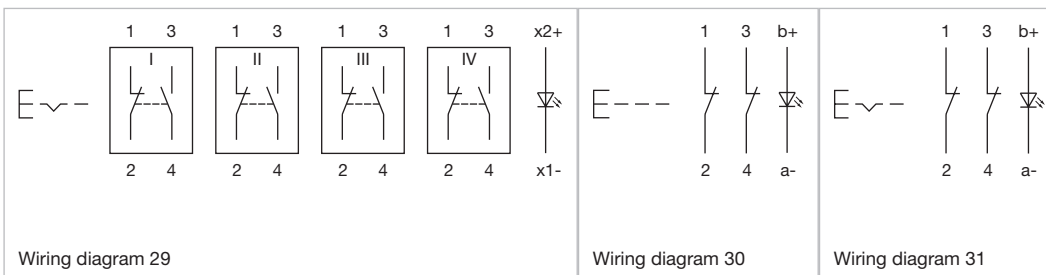 1 3 1 3 1 3 1 3 x2+ 1 3 b+ 1 3 b+
I II III IV
2 4 2 4 2 4 2 4 x1- 2 4 a- 2 4 a-
Wiring diagram 29 Wiring diagram 30 Wiring diagram 31